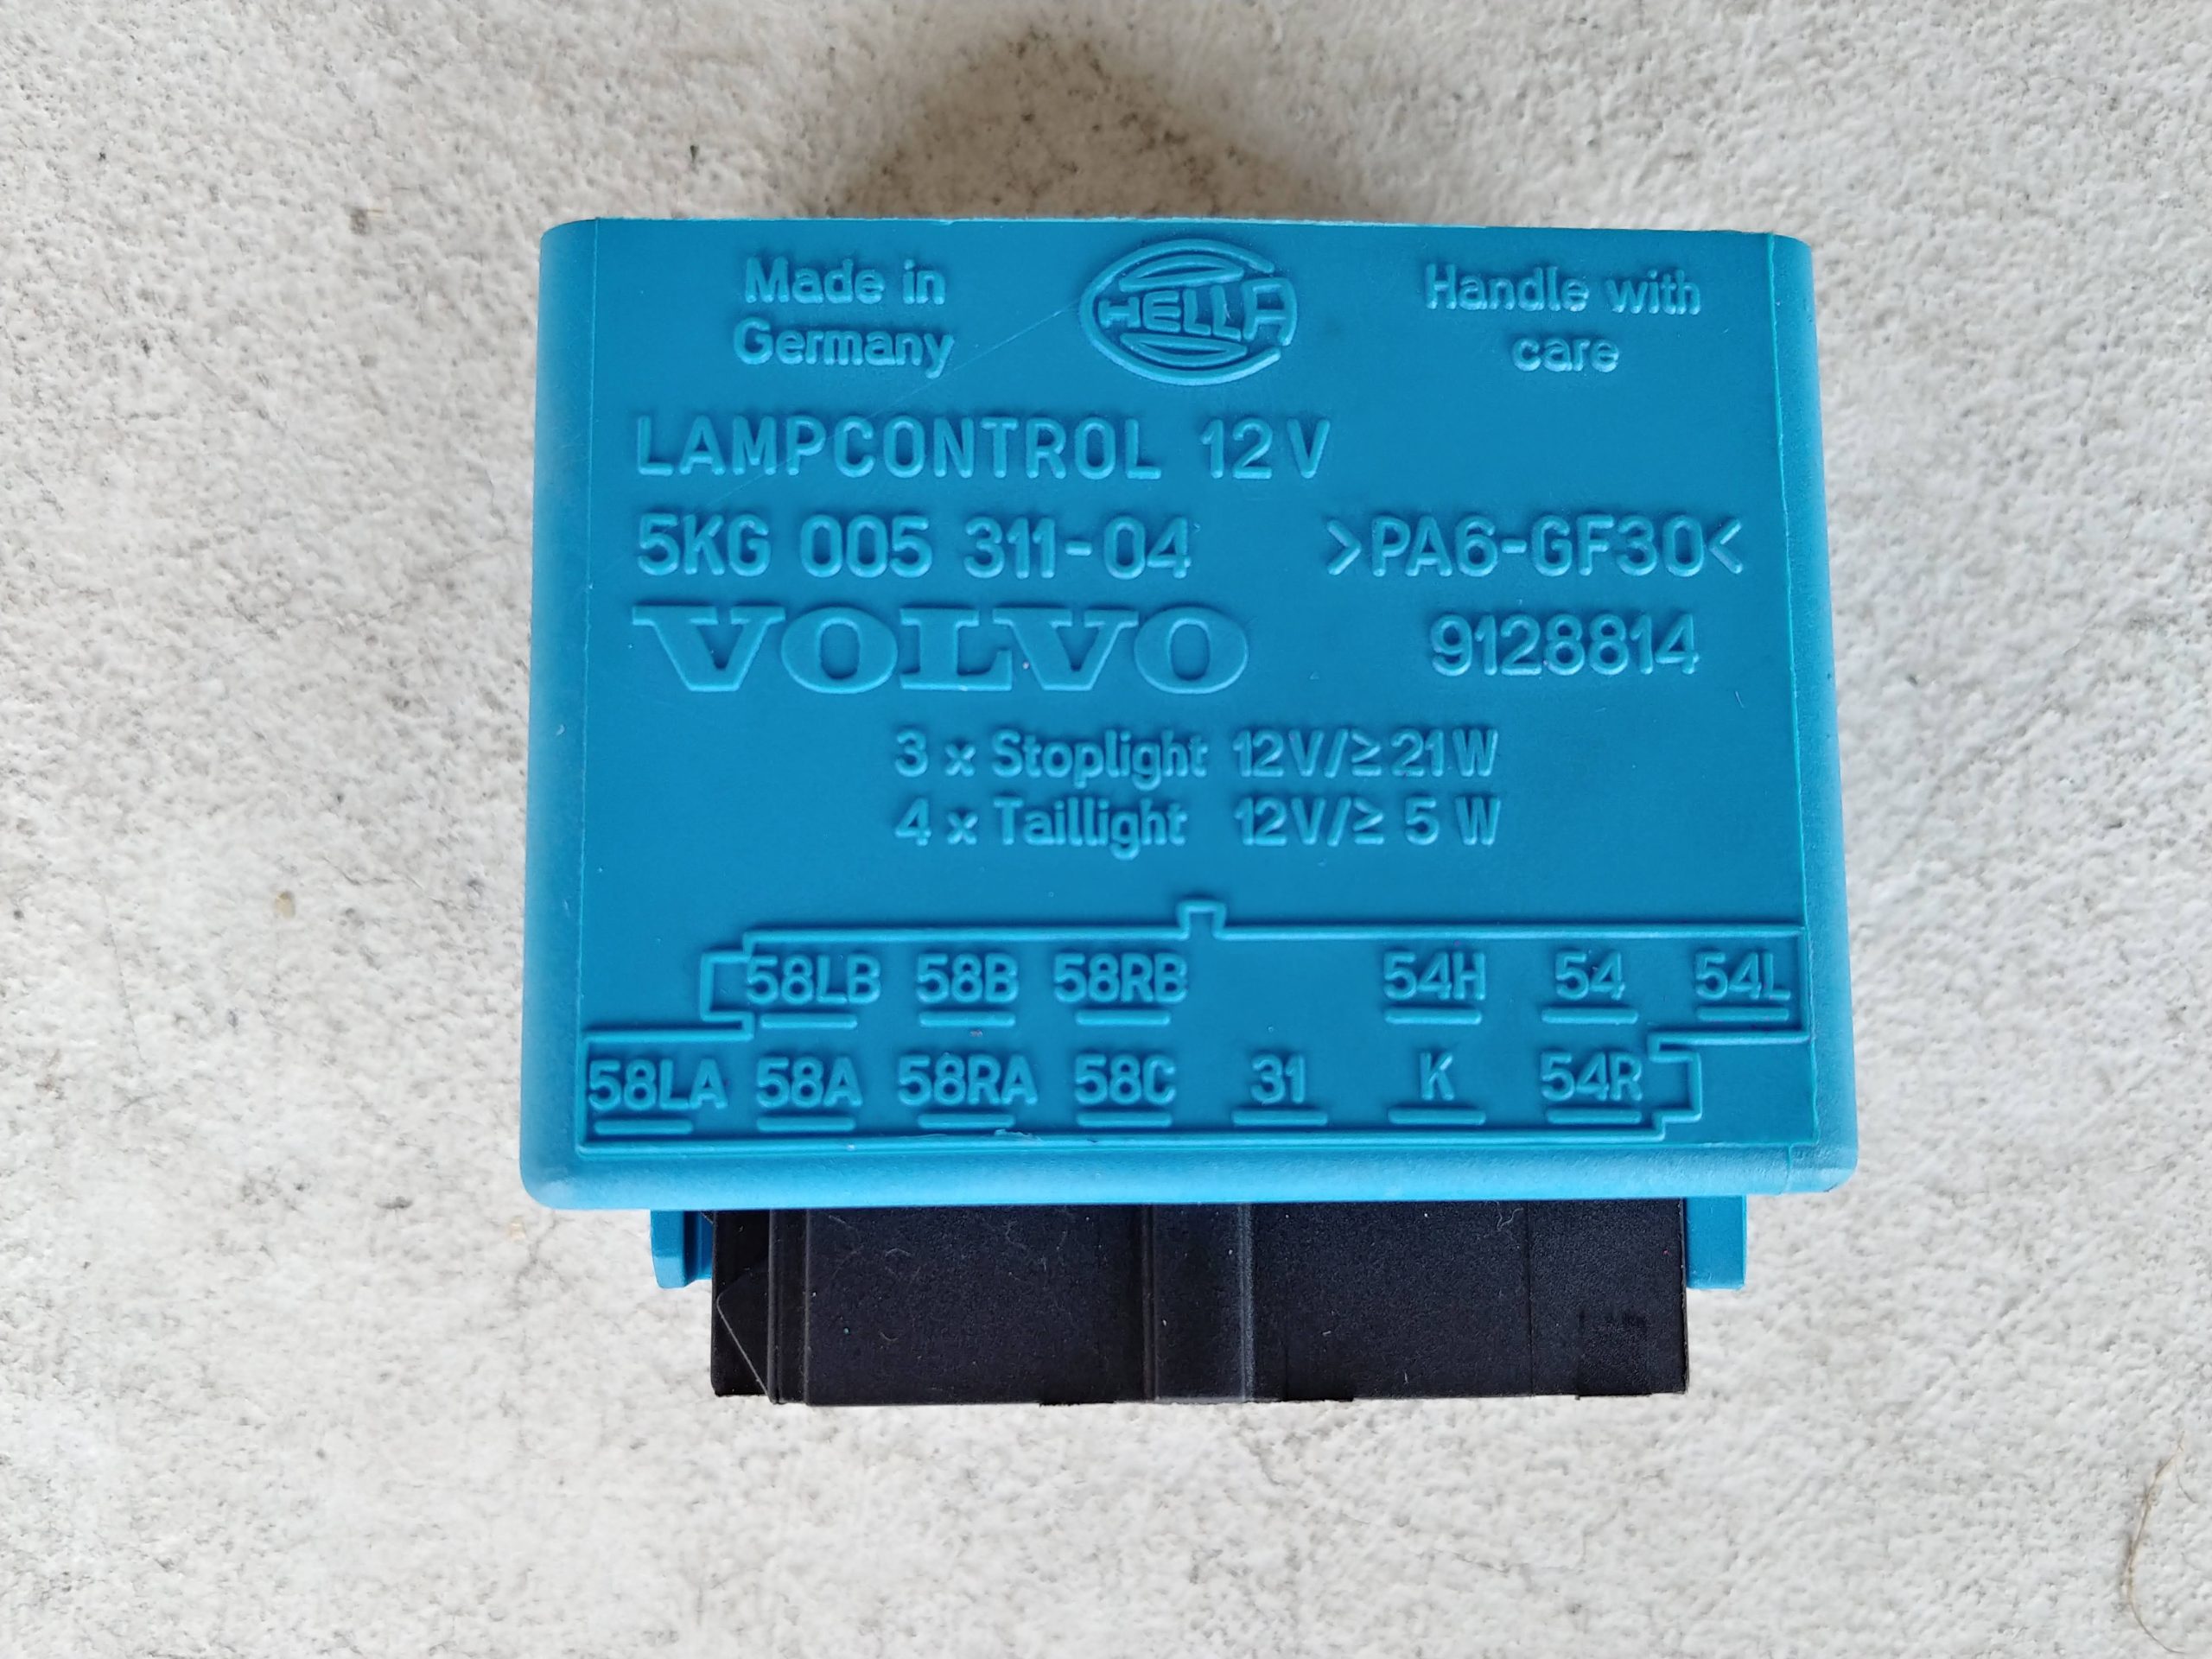 Made in
Germany
HELLA
Handle with
care
LAMPCONTROL 12V
5KG 005 311-04 >PA6-GF30<
VOLVO 9128814
3 x Stoplight 12V/≥21W
4 x Taillight 12V/≥ 5 W
58LB 58B 58RB 54H 54 54L
58LA 58A 58RA 58C 31 K 54R